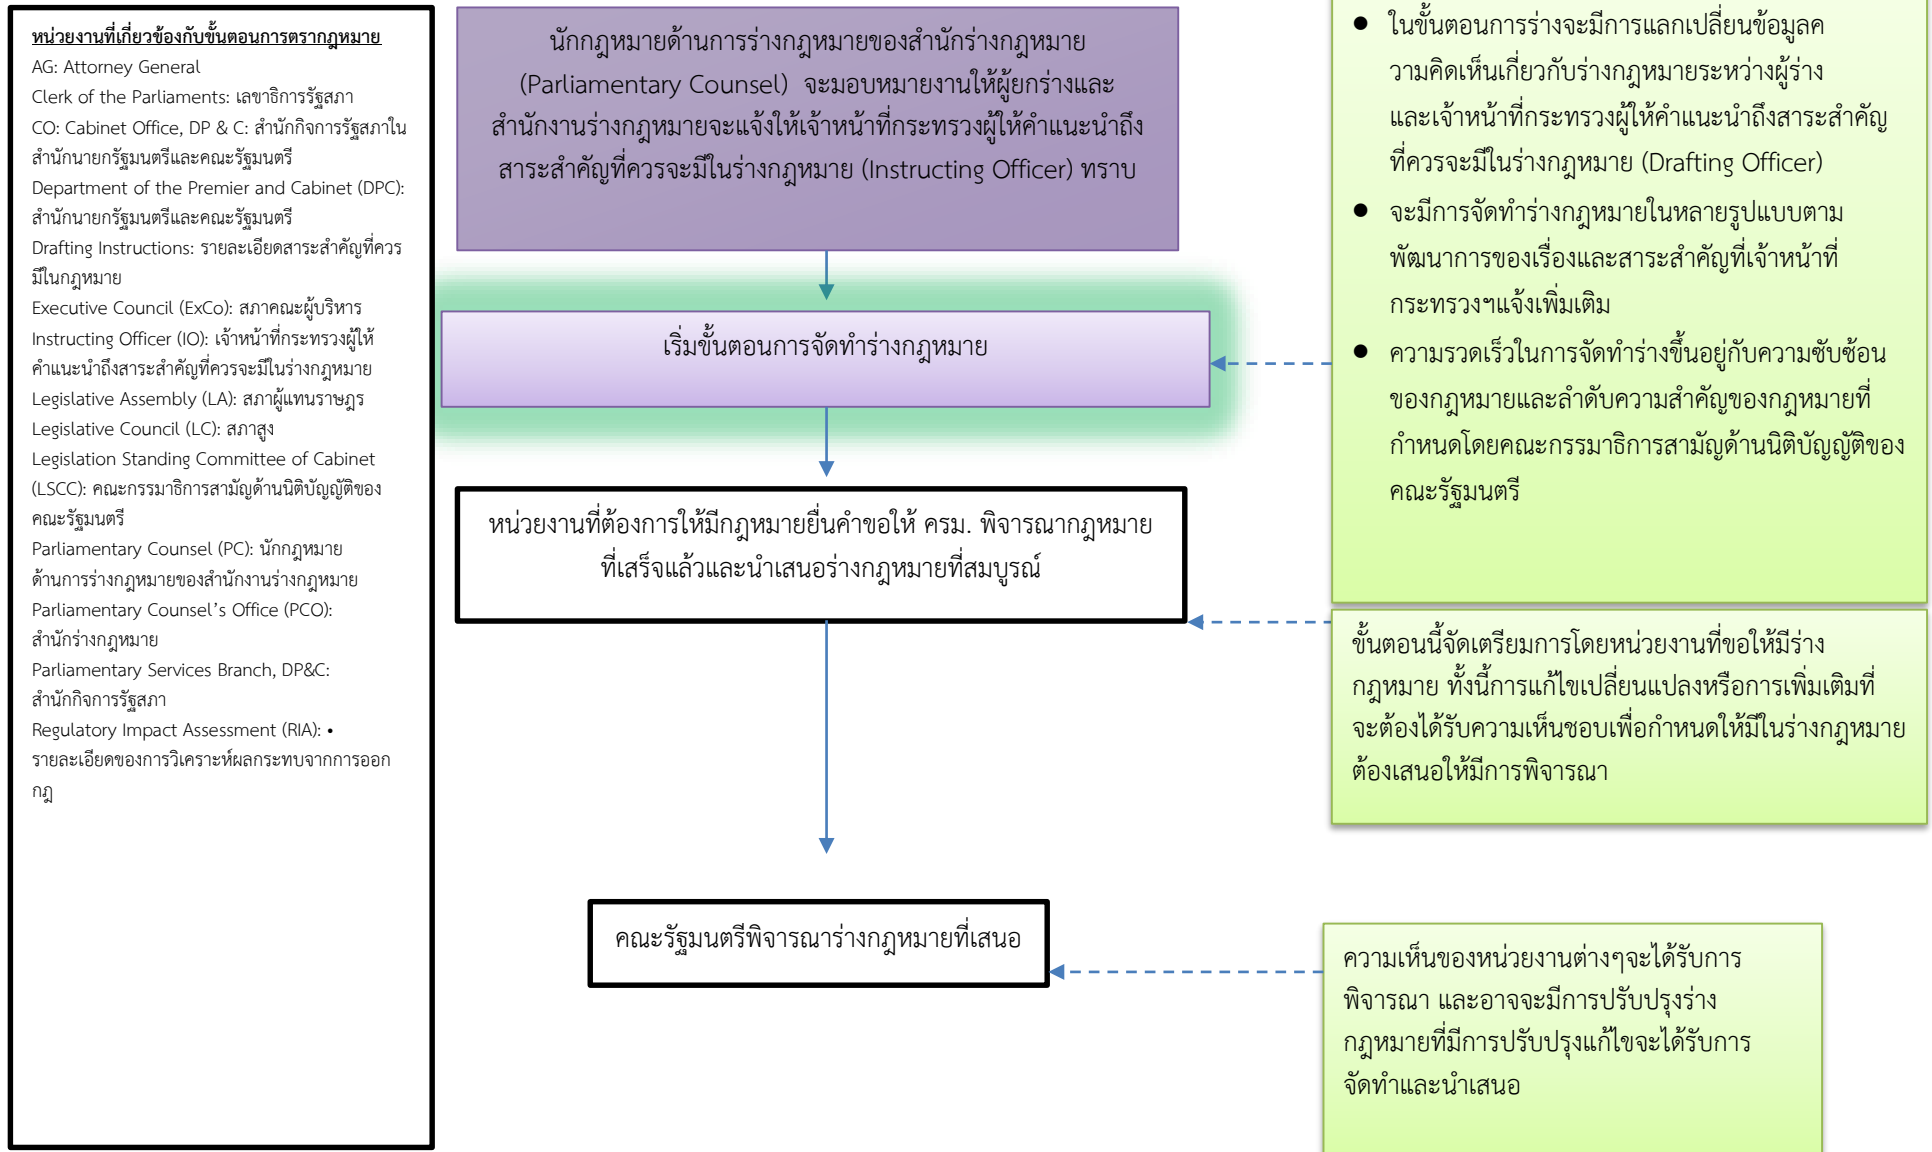 หน่วยงานที่เกี่ยวข้องกับขั้นตอนการตรากฎหมาย
AG: Attorney General
Clerk of the Parliaments: เลขาธิการรัฐสภา
CO: Cabinet Office, DP & C: สำนักกิจการรัฐสภาใน
สำนักนายกรัฐมนตรีและคณะรัฐมนตรี
Department of the Premier and Cabinet (DPC):
สำนักนายกรัฐมนตรีและคณะรัฐมนตรี
Drafting Instructions: รายละเอียดสาระสำคัญที่ควร
มีในกฎหมาย
Executive Council (ExCo): สภาคณะผู้บริหาร
Instructing Officer (IO): เจ้าหน้าที่กระทรวงผู้ให้
คำแนะนำถึงสาระสำคัญที่ควรจะมีในร่างกฎหมาย
Legislative Assembly (LA): สภาผู้แทนราษฎร
Legislative Council (LC): สภาสูง
Legislation Standing Committee of Cabinet
(LSCC): คณะกรรมาธิการสามัญด้านนิติบัญญัติของ
คณะรัฐมนตรี
Parliamentary Counsel (PC): นักกฎหมาย
ด้านการร่างกฎหมายของสำนักงานร่างกฎหมาย
Parliamentary Counsel’s Office (PCO):
สำนักร่างกฎหมาย
Parliamentary Services Branch, DP&C:
สำนักกิจการรัฐสภา
Regulatory Impact Assessment (RIA): •
รายละเอียดของการวิเคราะห์ผลกระทบจากการออก
กฎ
นักกฎหมายด้านการร่างกฎหมายของสำนักร่างกฎหมาย
(Parliamentary Counsel) จะมอบหมายงานให้ผู้ยกร่างและ
สำนักงานร่างกฎหมายจะแจ้งให้เจ้าหน้าที่กระทรวงผู้ให้คำแนะนำถึง
สาระสำคัญที่ควรจะมีในร่างกฎหมาย (Instructing Officer) ทราบ
เริ่มขั้นตอนการจัดทำร่างกฎหมาย
หน่วยงานที่ต้องการให้มีกฎหมายยื่นคำขอให้ ครม. พิจารณากฎหมาย
ที่เสร็จแล้วและนำเสนอร่างกฎหมายที่สมบูรณ์
คณะรัฐมนตรีพิจารณาร่างกฎหมายที่เสนอ
● ในขั้นตอนการร่างจะมีการแลกเปลี่ยนข้อมูลค
วามคิดเห็นเกี่ยวกับร่างกฎหมายระหว่างผู้ร่าง
และเจ้าหน้าที่กระทรวงผู้ให้คำแนะนำถึงสาระสำคัญ
ที่ควรจะมีในร่างกฎหมาย (Drafting Officer)
● จะมีการจัดทำร่างกฎหมายในหลายรูปแบบตาม
พัฒนาการของเรื่องและสาระสำคัญที่เจ้าหน้าที่
กระทรวงฯแจ้งเพิ่มเติม
● ความรวดเร็วในการจัดทำร่างขึ้นอยู่กับความซับซ้อน
ของกฎหมายและลำดับความสำคัญของกฎหมายที่
กำหนดโดยคณะกรรมาธิการสามัญด้านนิติบัญญัติของ
คณะรัฐมนตรี
ขั้นตอนนี้จัดเตรียมการโดยหน่วยงานที่ขอให้มีร่าง
กฎหมาย ทั้งนี้การแก้ไขเปลี่ยนแปลงหรือการเพิ่มเติมที่
จะต้องได้รับความเห็นชอบเพื่อกำหนดให้มีในร่างกฎหมาย
ต้องเสนอให้มีการพิจารณา
ความเห็นของหน่วยงานต่างๆจะได้รับการ
พิจารณา และอาจจะมีการปรับปรุงร่าง
กฎหมายที่มีการปรับปรุงแก้ไขจะได้รับการ
จัดทำและนำเสนอ